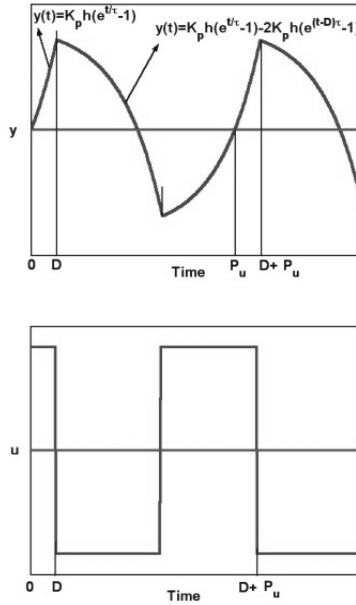 y(t)=Kₚh(e^{t/τ}-1)
y(t)=Kₚh(e^{t/τ}-1)-2Kₚh(e^{(t-D)/τ}-1)
y
0 D Pᵤ D+ Pᵤ
Time
u
0 D D+ Pᵤ
Time